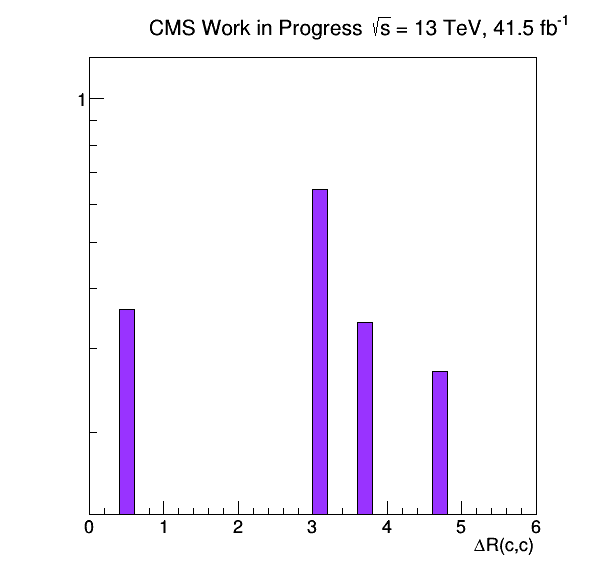 CMS Work in Progress √s = 13 TeV, 41.5 fb⁻¹
1
0 1 2 3 4 5 6
ΔR(c,c)